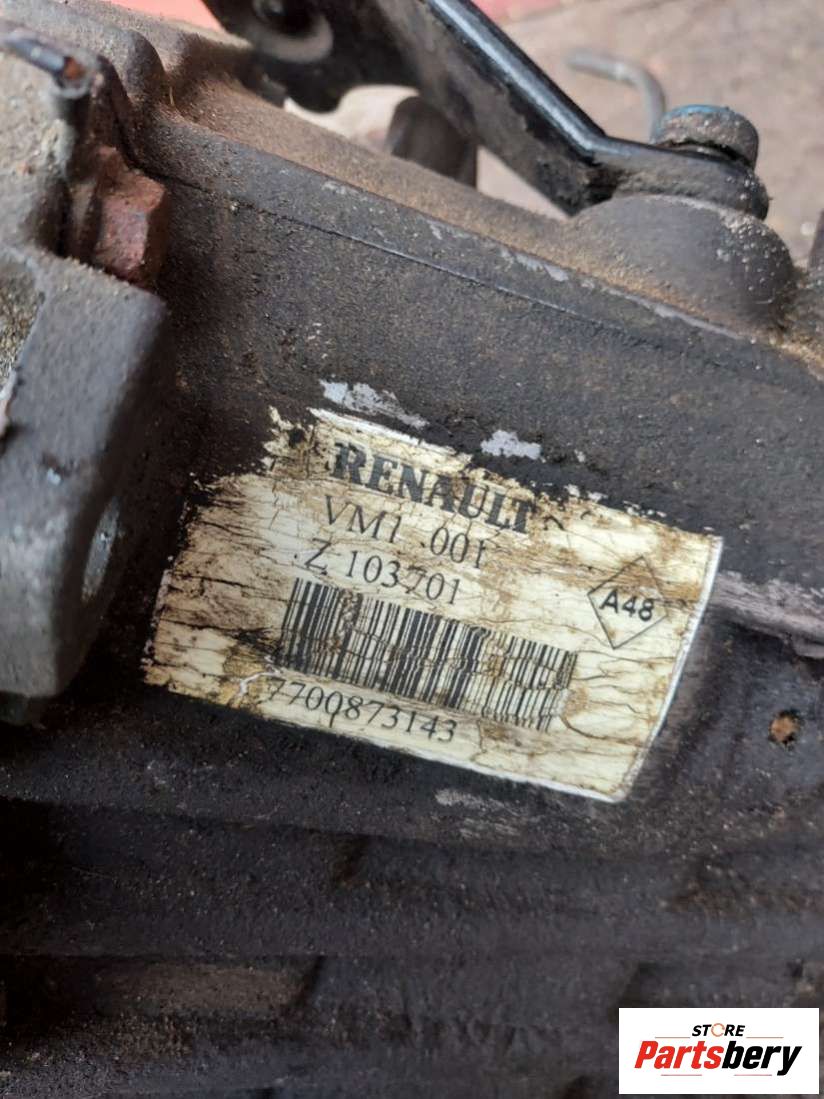 RENAULT
VM1 001
Z 103701
A48
7700873143
STORE
Partsbery